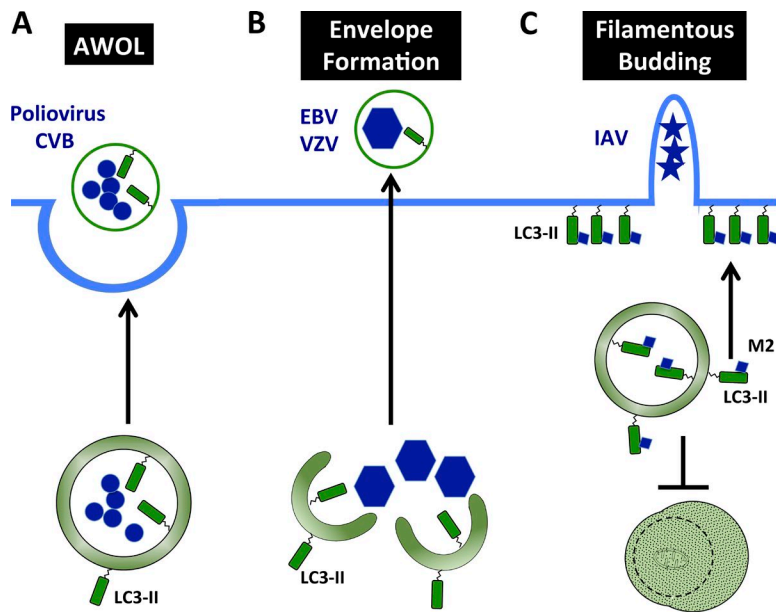 A
AWOL
Poliovirus
CVB
LC3-II
B
Envelope
Formation
EBV
VZV
LC3-II
C
Filamentous
Budding
IAV
LC3-II
M2
LC3-II